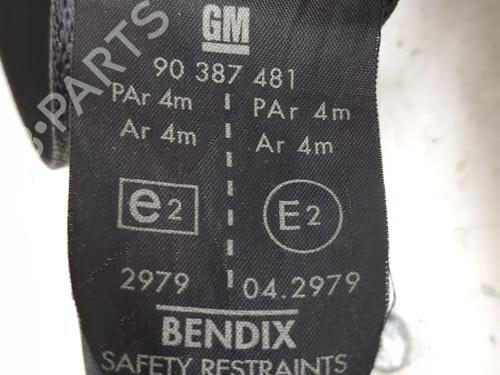 GM
90 387 481
PAr 4m PAr 4m
Ar 4m Ar 4m
e2 E2
2979 04.2979
BENDIX
SAFETY RESTRAINTS
PARTS